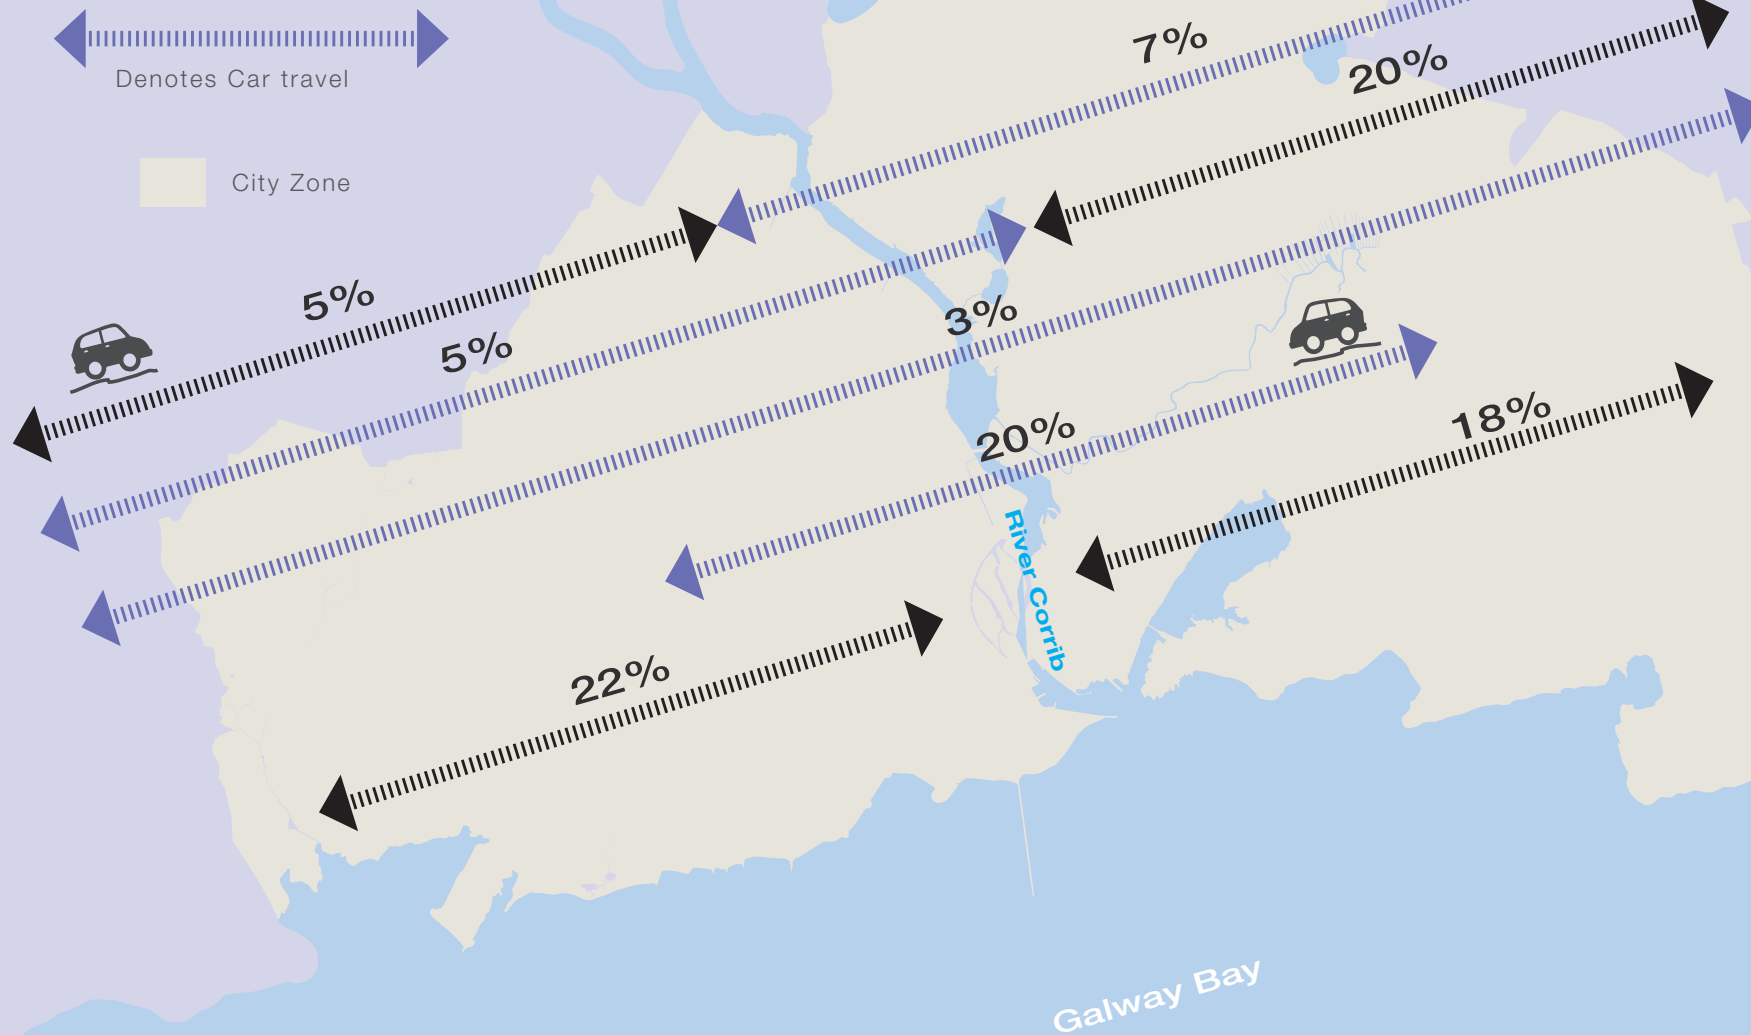 Denotes Car travel
City Zone
7%
20%
5%
5%
3%
20%
18%
22%
River Corrib
Galway Bay